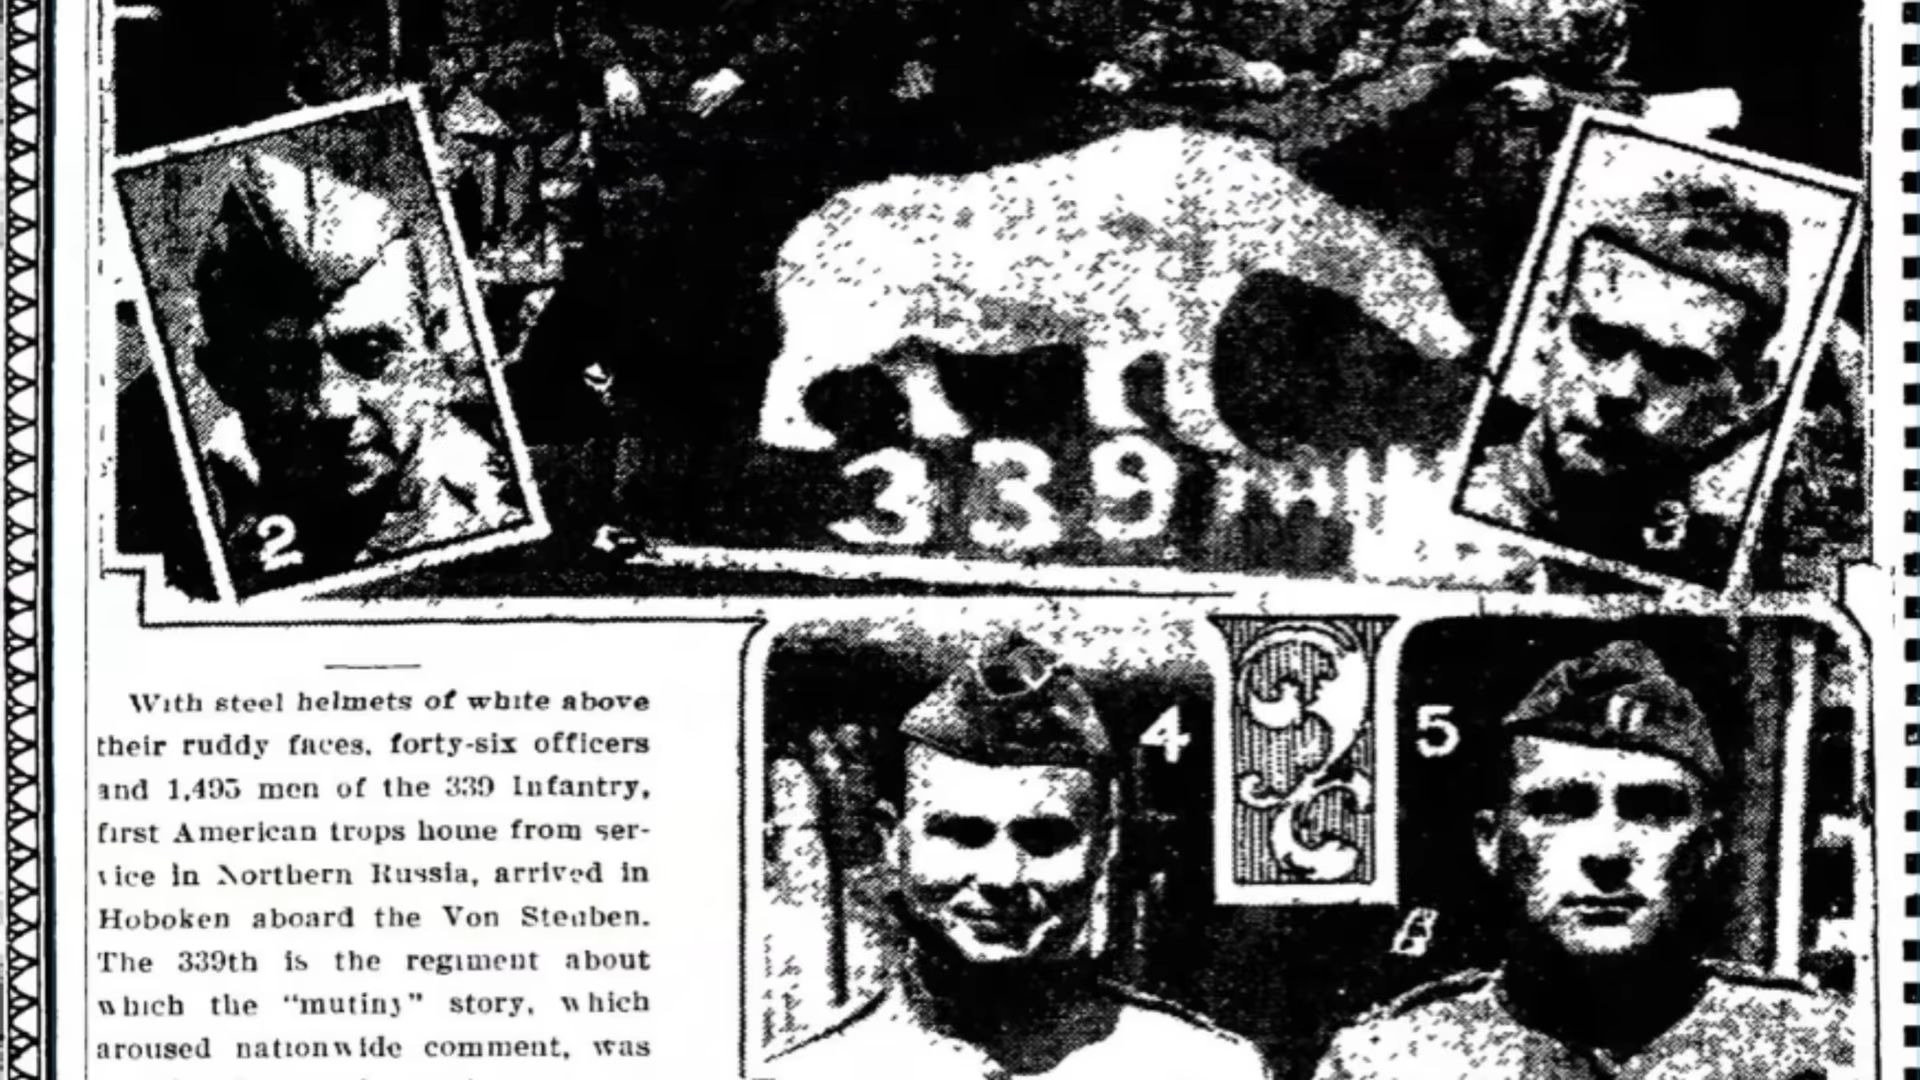 2
339TH
3
4
5
With steel helmets of white above
their ruddy faces, forty-six officers
and 1,495 men of the 339 Infantry,
first American trops home from ser-
vice in Northern Russia, arrived in
Hoboken aboard the Von Steuben.
The 339th is the regiment about
which the "mutiny" story, which
aroused nationwide comment, was